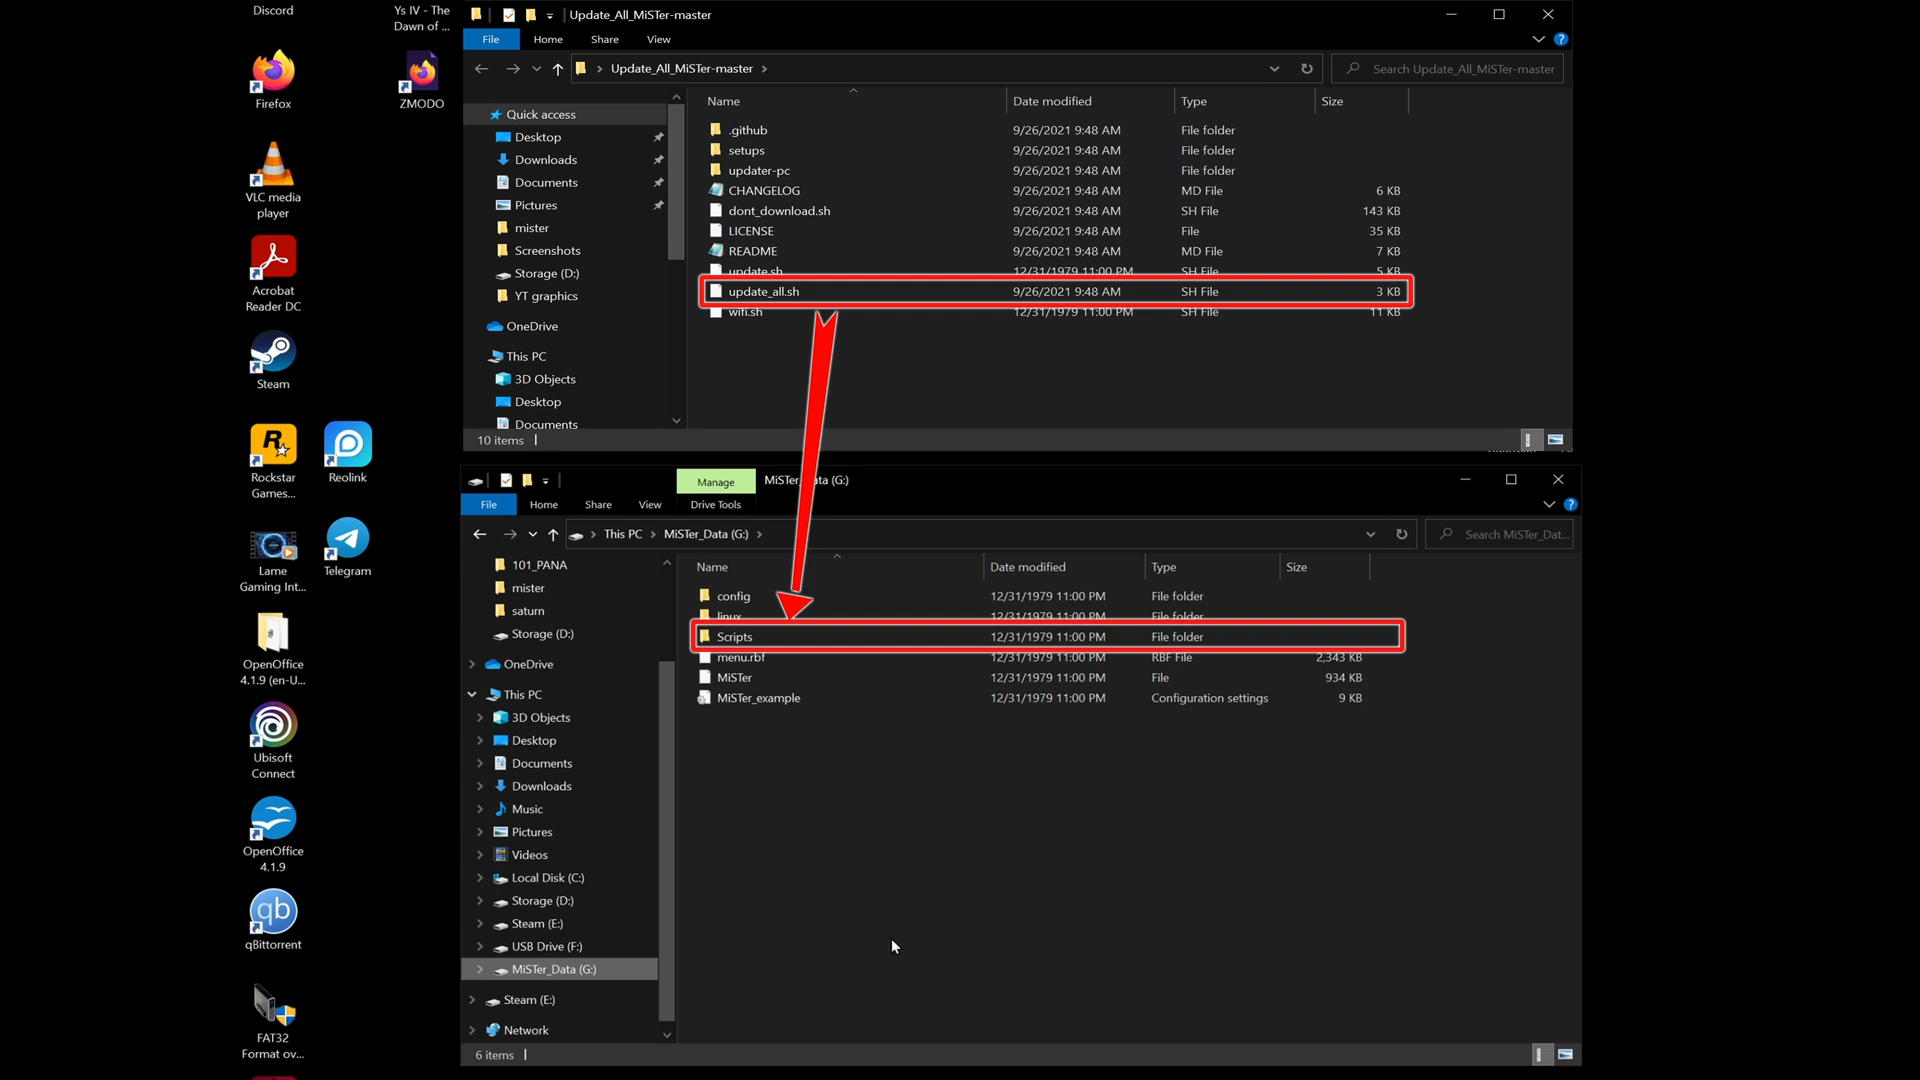 Discord
Ys IV - The
Dawn of ...
Firefox
ZMODO
VLC media
player
Acrobat
Reader DC
Steam
Rockstar
Games...
Reolink
Lame
Gaming Int...
Telegram
OpenOffice
4.1.9 (en-U...
Ubisoft
Connect
OpenOffice
4.1.9
qb
qBittorrent
FAT32
Format ov...
Update_All_MiSTer-master
File Home Share View
Update_All_MiSTer-master
Search Update_All_MiSTer-master
Quick access
Desktop
Downloads
Documents
Pictures
mister
Screenshots
Storage (D:)
YT graphics
OneDrive
This PC
3D Objects
Desktop
Documents
Name Date modified Type Size
.github 9/26/2021 9:48 AM File folder
setups 9/26/2021 9:48 AM File folder
updater-pc 9/26/2021 9:48 AM File folder
CHANGELOG 9/26/2021 9:48 AM MD File 6 KB
dont_download.sh 9/26/2021 9:48 AM SH File 143 KB
LICENSE 9/26/2021 9:48 AM File 35 KB
README 9/26/2021 9:48 AM MD File 7 KB
update.sh 12/31/1979 11:00 PM SH File 5 KB
update_all.sh 9/26/2021 9:48 AM SH File 3 KB
wifi.sh 12/31/1979 11:00 PM SH File 11 KB
10 items
Manage MiSTer_Data (G:)
File Home Share View Drive Tools
This PC MiSTer_Data (G:)
Search MiSTer_Dat...
101_PANA
mister
saturn
Storage (D:)
OneDrive
This PC
3D Objects
Desktop
Documents
Downloads
Music
Pictures
Videos
Local Disk (C:)
Storage (D:)
Steam (E:)
USB Drive (F:)
MiSTer_Data (G:)
Steam (E:)
Network
Name Date modified Type Size
config 12/31/1979 11:00 PM File folder
linux 12/31/1979 11:00 PM File folder
Scripts 12/31/1979 11:00 PM File folder
menu.rbf 12/31/1979 11:00 PM RBF File 2,343 KB
MiSTer 12/31/1979 11:00 PM File 934 KB
MiSTer_example 12/31/1979 11:00 PM Configuration settings 9 KB
6 items